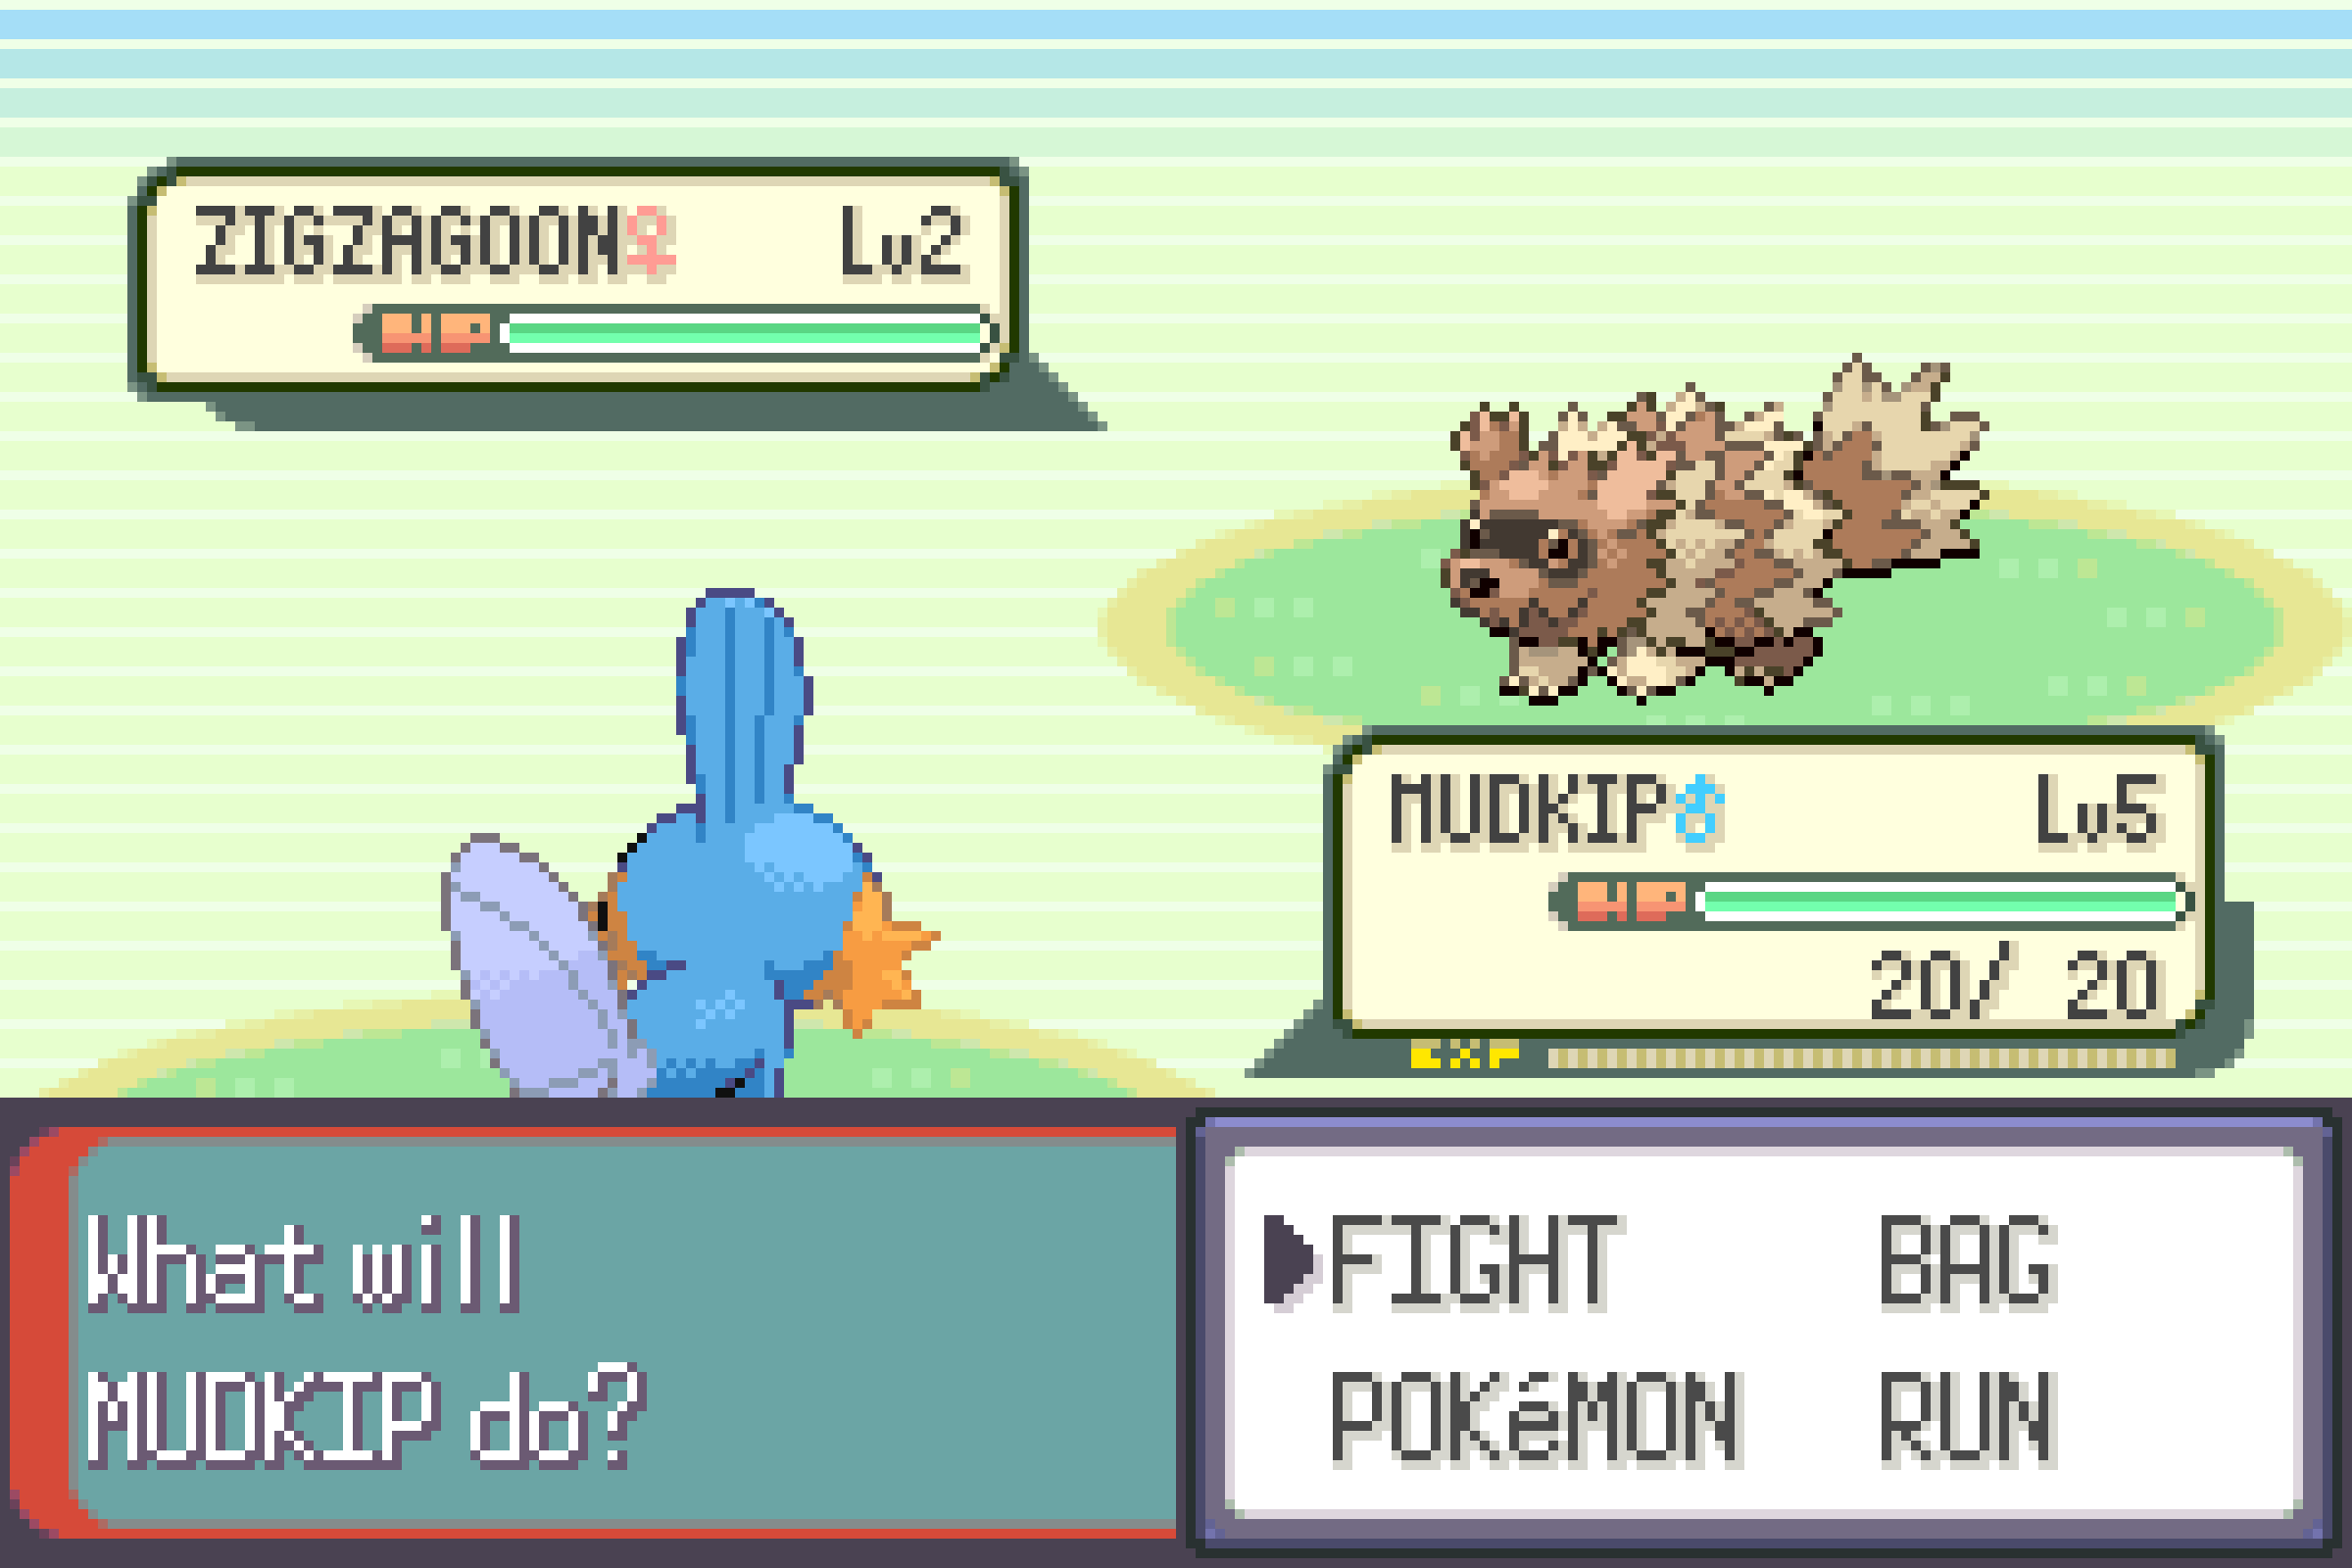 ZIGZAGOON♀ Lv2
HP
MUDKIP♂ Lv5
HP
20/ 20
EXP
What will
MUDKIP do?
FIGHT BAG
POKéMON RUN